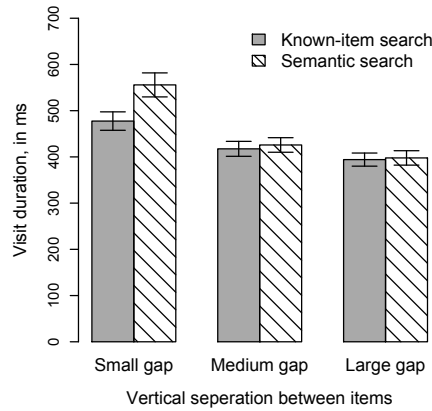 Known-item search
Semantic search
Visit duration, in ms
700
600
500
400
300
200
100
0
Small gap Medium gap Large gap
Vertical seperation between items